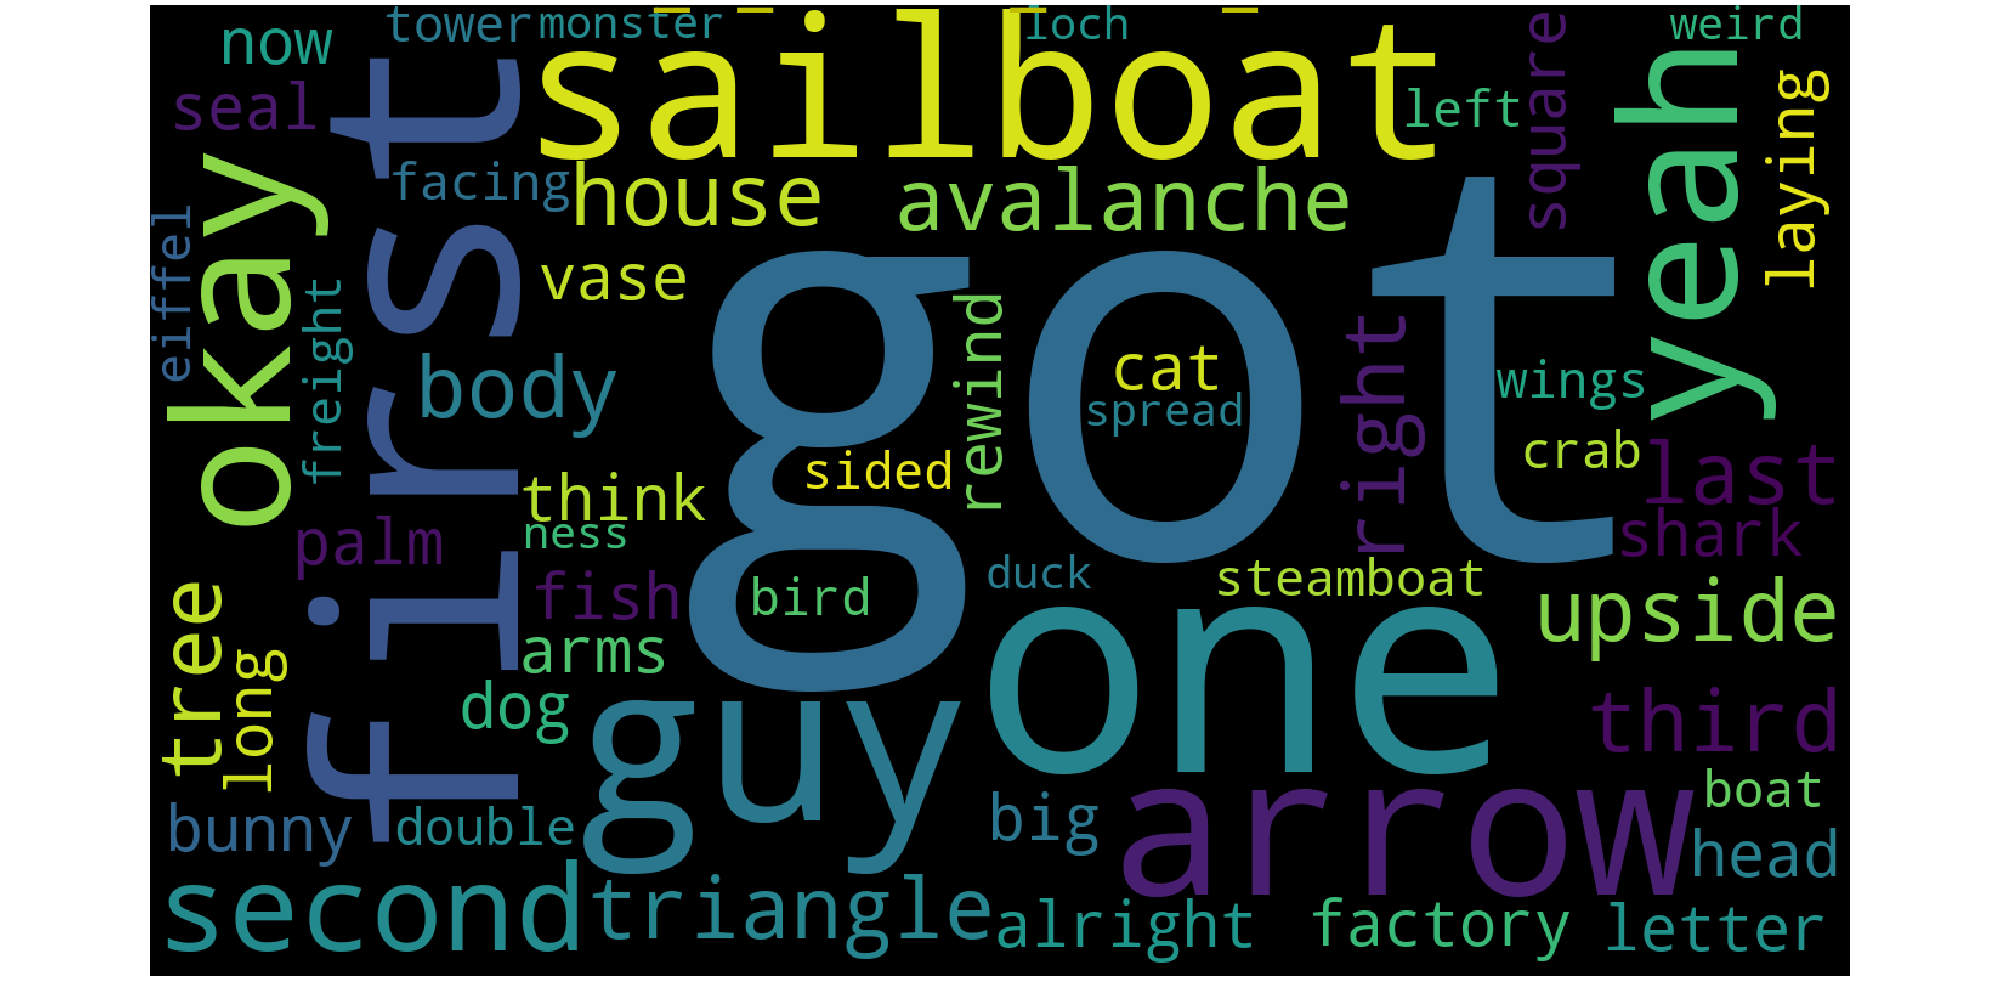 now
tower
monster
loch
weird
seal
first
sailboat
left
square
yeah
laying
okay
facing
house
avalanche
eiffel
freight
vase
got
rewind
cat
spread
right
wings
body
crab
last
think
sided
ness
palm
shark
fish
bird
duck
steamboat
upside
tree
long
arms
one
dog
guy
third
bunny
double
big
arrow
boat
head
second
triangle
alright
factory
letter